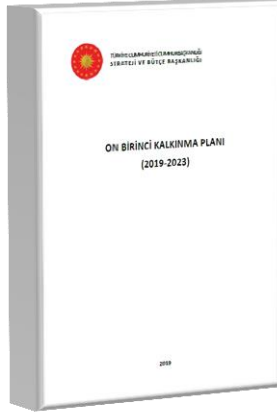 TÜRKİYE CUMHURİYETİ CUMHURBAŞKANLIĞI
STRATEJİ VE BÜTÇE BAŞKANLIĞI
ON BİRİNCİ KALKINMA PLANI
(2019-2023)
2019